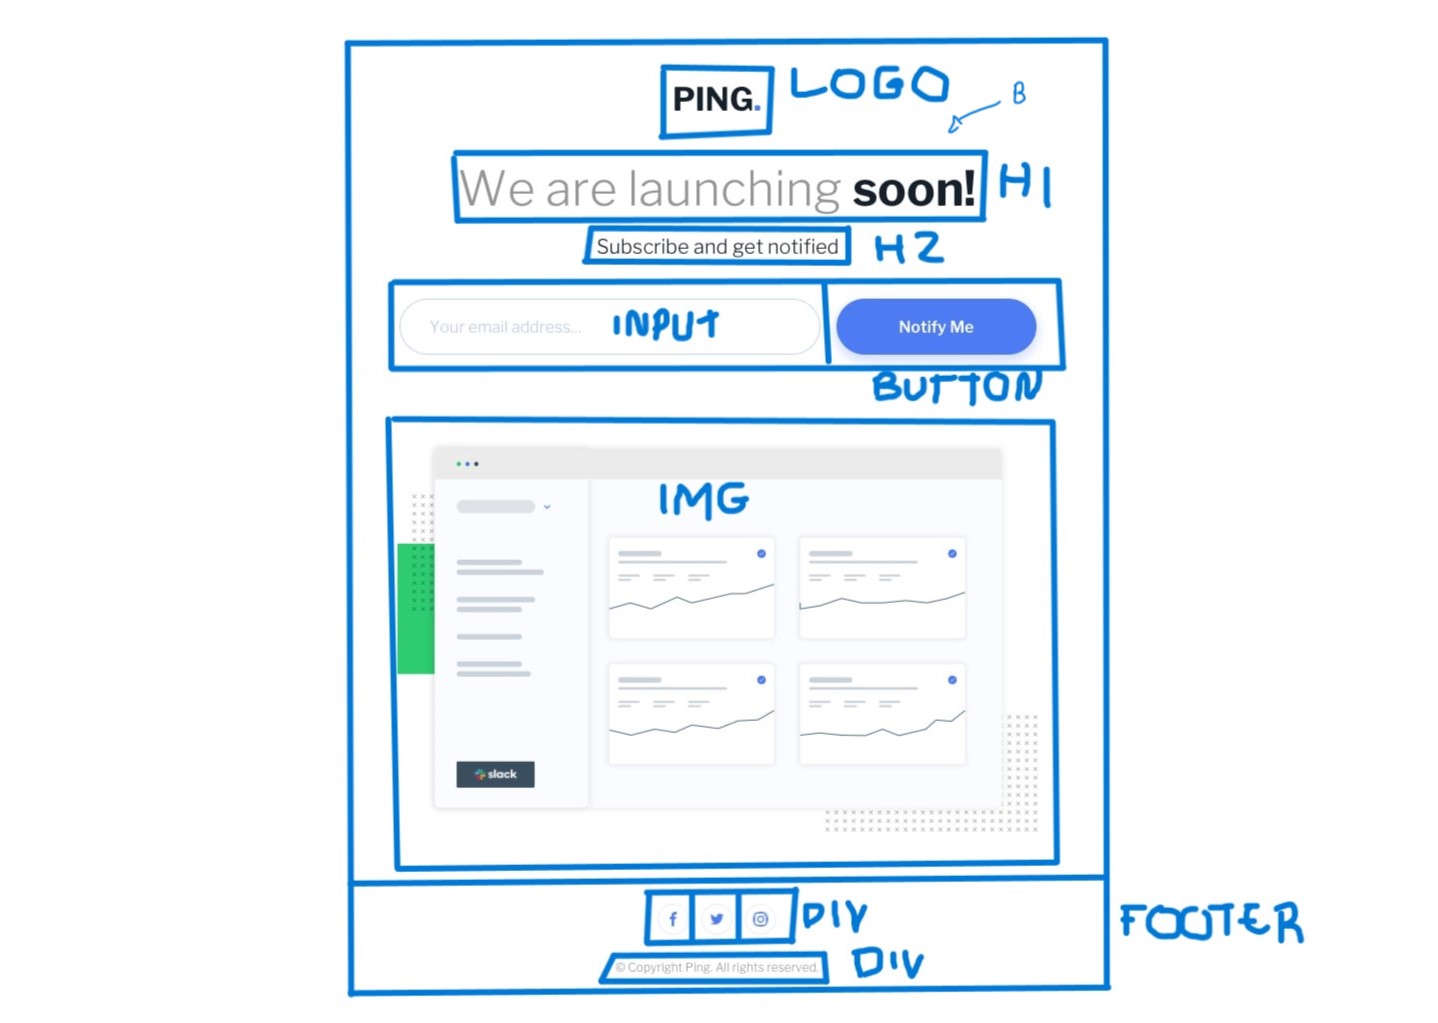 PING. LOGO
B
We are launching soon! H1
Subscribe and get notified H2
Your email address... INPUT Notify Me
BUTTON
IMG
slack
DIV FOOTER
© Copyright Ping. All rights reserved. DIV